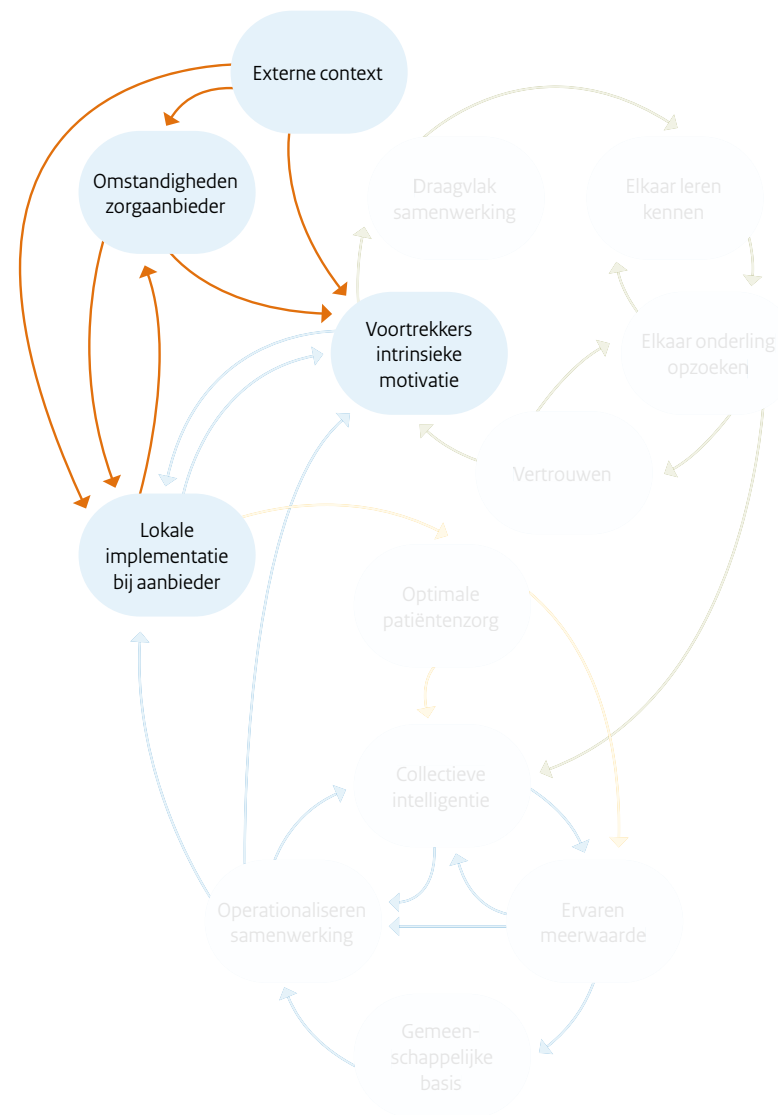 Externe context
Omstandigheden
zorgaanbieder
Draagvlak
samenwerking
Elkaar leren
kennen
Voortrekkers
intrinsieke
motivatie
Elkaar onderling
opzoeken
Vertrouwen
Lokale
implementatie
bij aanbieder
Optimale
patiëntenzorg
Collectieve
intelligentie
Operationaliseren
samenwerking
Ervaren
meerwaarde
Gemeen-
schappelijke
basis